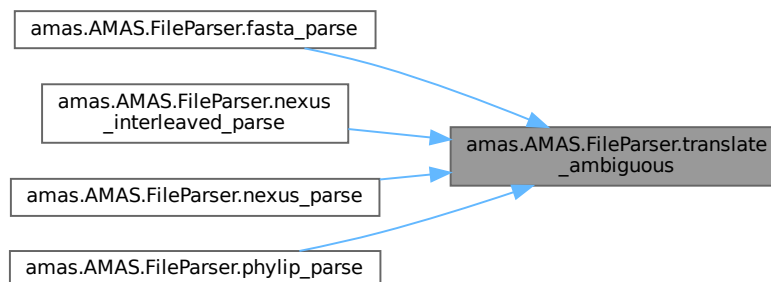 amas.AMAS.FileParser.fasta_parse
amas.AMAS.FileParser.nexus
_interleaved_parse
amas.AMAS.FileParser.translate
_ambiguous
amas.AMAS.FileParser.nexus_parse
amas.AMAS.FileParser.phylip_parse